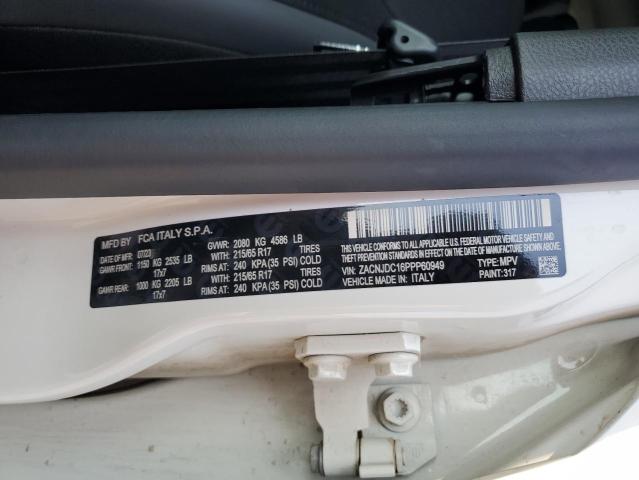 MFD BY FCA ITALY S.P.A.
DATE OF MFR GVWR: 2080 KG 4586 LB
GAWR FRONT: 1150 KG 2535 LB WITH: 215/65 R17 TIRES
17x7 RIMS AT: 240 KPA (35 PSI) COLD
GAWR REAR: 1000 KG 2205 LB WITH: 215/65 R17 TIRES
17x7 RIMS AT: 240 KPA (35 PSI) COLD
THIS VEHICLE CONFORMS TO ALL APPLICABLE U.S. FEDERAL MOTOR VEHICLE SAFETY, BUMPER, AND
THEFT PREVENTION STANDARDS IN EFFECT ON THE DATE OF MANUFACTURE SHOWN ABOVE.
VIN: ZACNJDC16PPP60949 TYPE: MPV
VEHICLE MADE IN: ITALY PAINT: 317